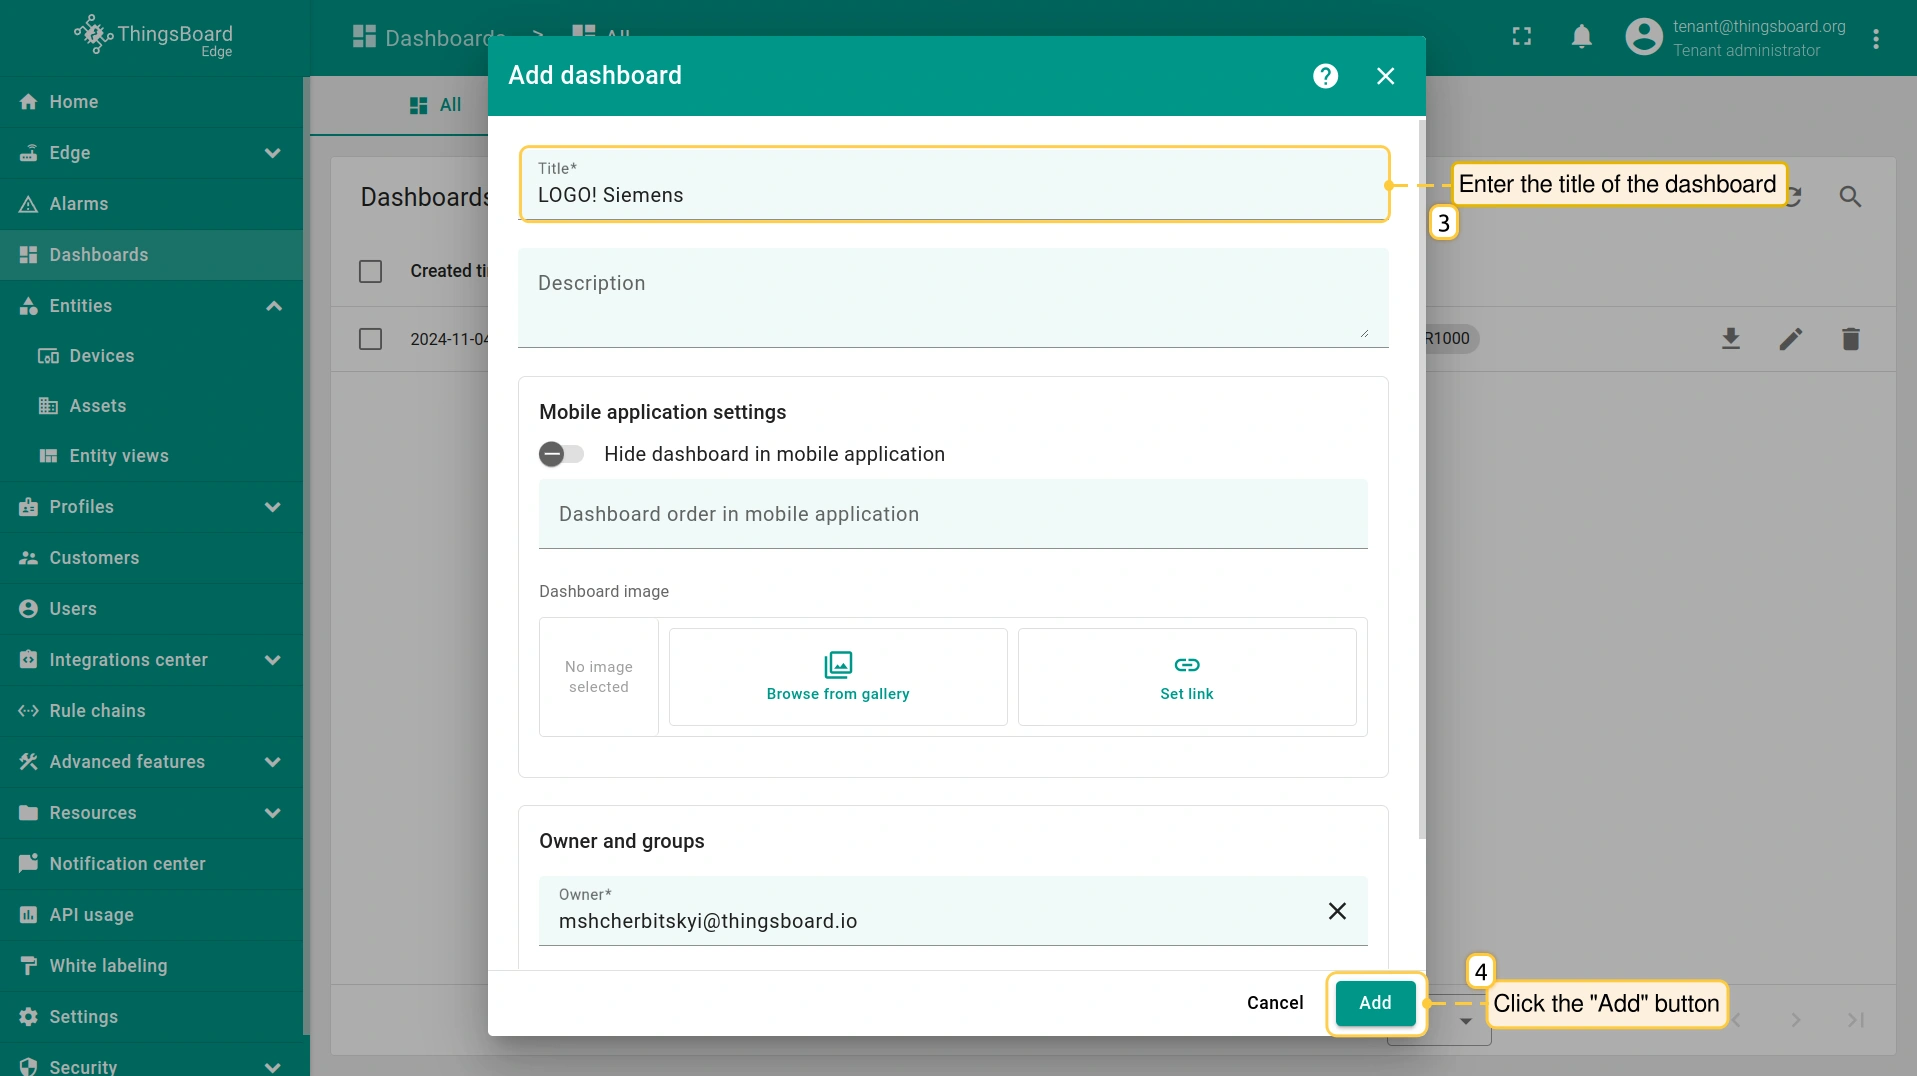 ThingsBoard
Edge
Home
Edge
Alarms
Dashboards
Entities
Devices
Assets
Entity views
Profiles
Customers
Users
Integrations center
Rule chains
Advanced features
Resources
Notification center
API usage
White labeling
Settings
Security
Dashboards > All
tenant@thingsboard.org
Tenant administrator
All
Dashboards
Created ti
2024-11-04
R1000
Add dashboard
?
Title*
LOGO! Siemens
Enter the title of the dashboard
3
Description
Mobile application settings
Hide dashboard in mobile application
Dashboard order in mobile application
Dashboard image
No image
selected
Browse from gallery
Set link
Owner and groups
Owner*
mshcherbitskyi@thingsboard.io
Cancel
Add
4
Click the "Add" button